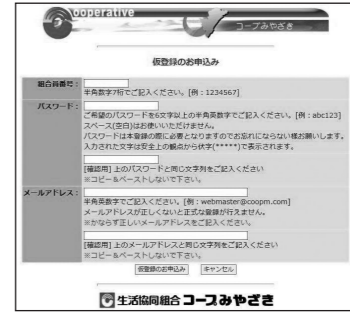 cooperative
コープみやざき
仮登録のお申込み
組合員番号：
半角数字7桁でご記入ください。[例：1234567]
パスワード：
ご希望のパスワードを6文字以上の半角英数字でご記入ください。[例：abc123]
スペース(空白)はお使いいただけません。
パスワードは本登録の際に必要となりますのでお忘れにならない様お願いします。
入力された文字は安全上の観点から伏字(*****)で表示されます。
[確認用] 上のパスワードと同じ文字列をご記入ください
※コピー＆ペーストしないで下さい。
メールアドレス：
半角英数字でご記入ください。[例：webmaster@coopm.com]
メールアドレスが正しくないと正式な登録が行えません。
※かならず正しいメールアドレスをご記入ください。
[確認用] 上のメールアドレスと同じ文字列をご記入ください
※コピー＆ペーストしないで下さい。
仮登録のお申込み キャンセル
生活協同組合 コープみやざき